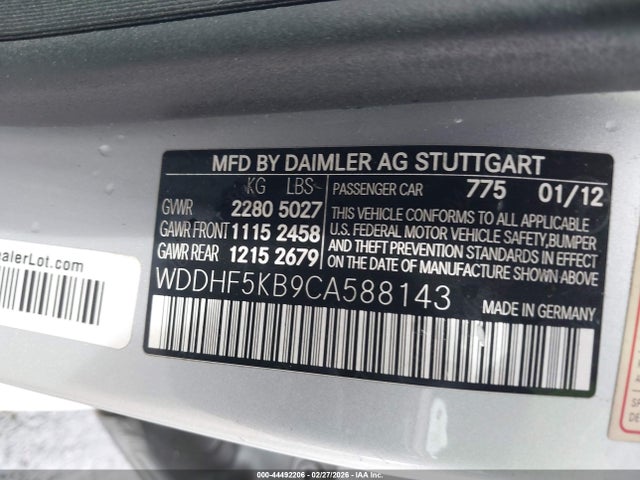 MFD BY DAIMLER AG STUTTGART
KG LBS
GVWR 2280 5027
GAWR FRONT 1115 2458
GAWR REAR 1215 2679
PASSENGER CAR 775 01/12
THIS VEHICLE CONFORMS TO ALL APPLICABLE
U.S. FEDERAL MOTOR VEHICLE SAFETY, BUMPER
AND THEFT PREVENTION STANDARDS IN EFFECT
ON THE DATE OF MANUFACTURE SHOWN ABOVE.
WDDHF5KB9CA588143
MADE IN GERMANY
alerLot.com
000-44492206 - 02/27/2026 - IAA Inc.